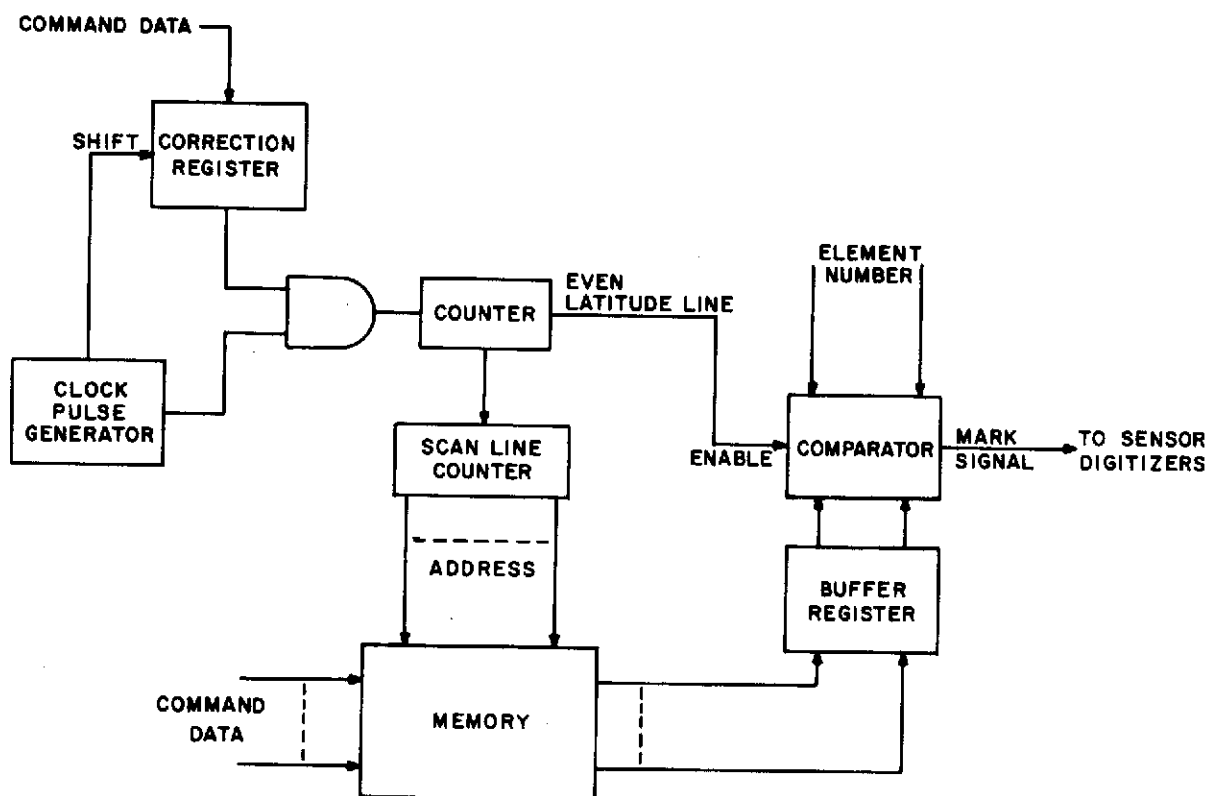 COMMAND DATA
SHIFT
CORRECTION
REGISTER
ELEMENT
NUMBER
EVEN
LATITUDE LINE
COUNTER
CLOCK
PULSE
GENERATOR
SCAN LINE
COUNTER
ENABLE
COMPARATOR
MARK
SIGNAL
TO SENSOR
DIGITIZERS
ADDRESS
BUFFER
REGISTER
COMMAND
DATA
MEMORY